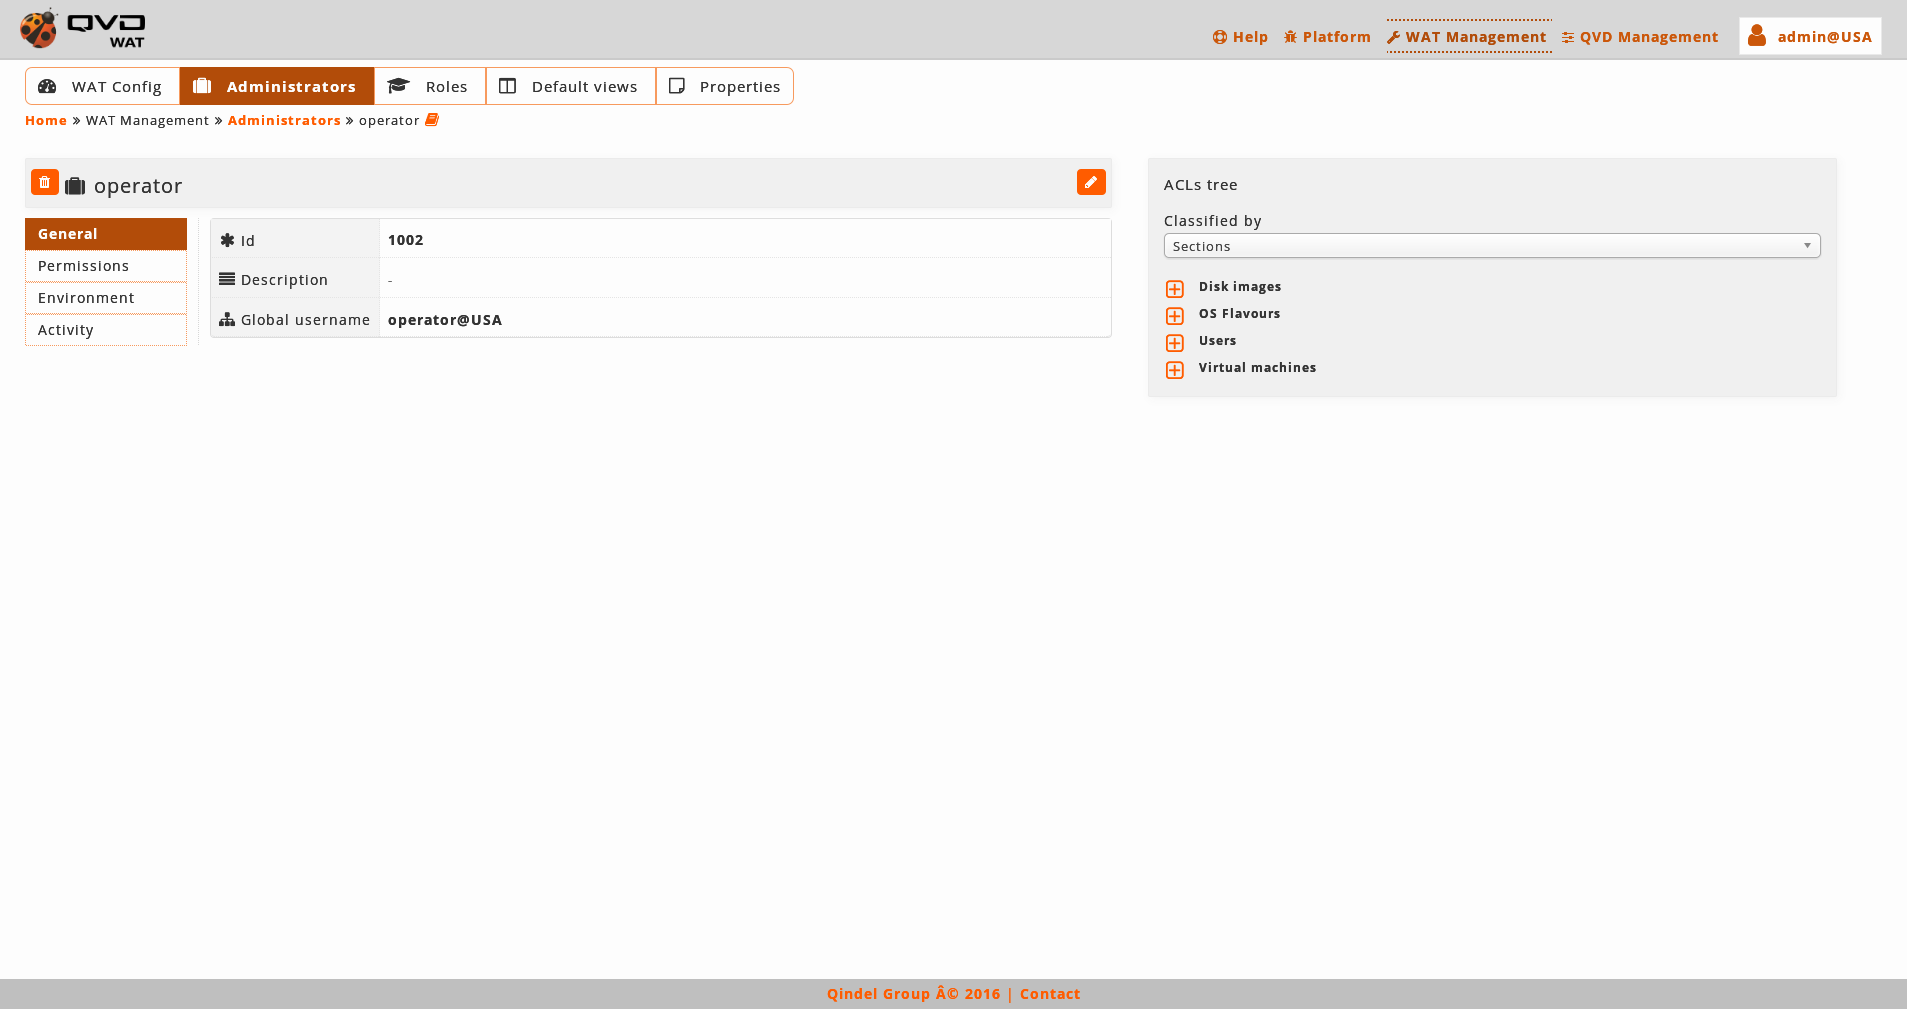 QVD
WAT
Help Platform WAT Management QVD Management admin@USA
WAT Config Administrators Roles Default views Properties
Home » WAT Management » Administrators » operator
operator
General
Permissions
Environment
Activity
Id 1002
Description -
Global username operator@USA
ACLs tree
Classified by
Sections
Disk images
OS Flavours
Users
Virtual machines
Qindel Group Â© 2016 | Contact